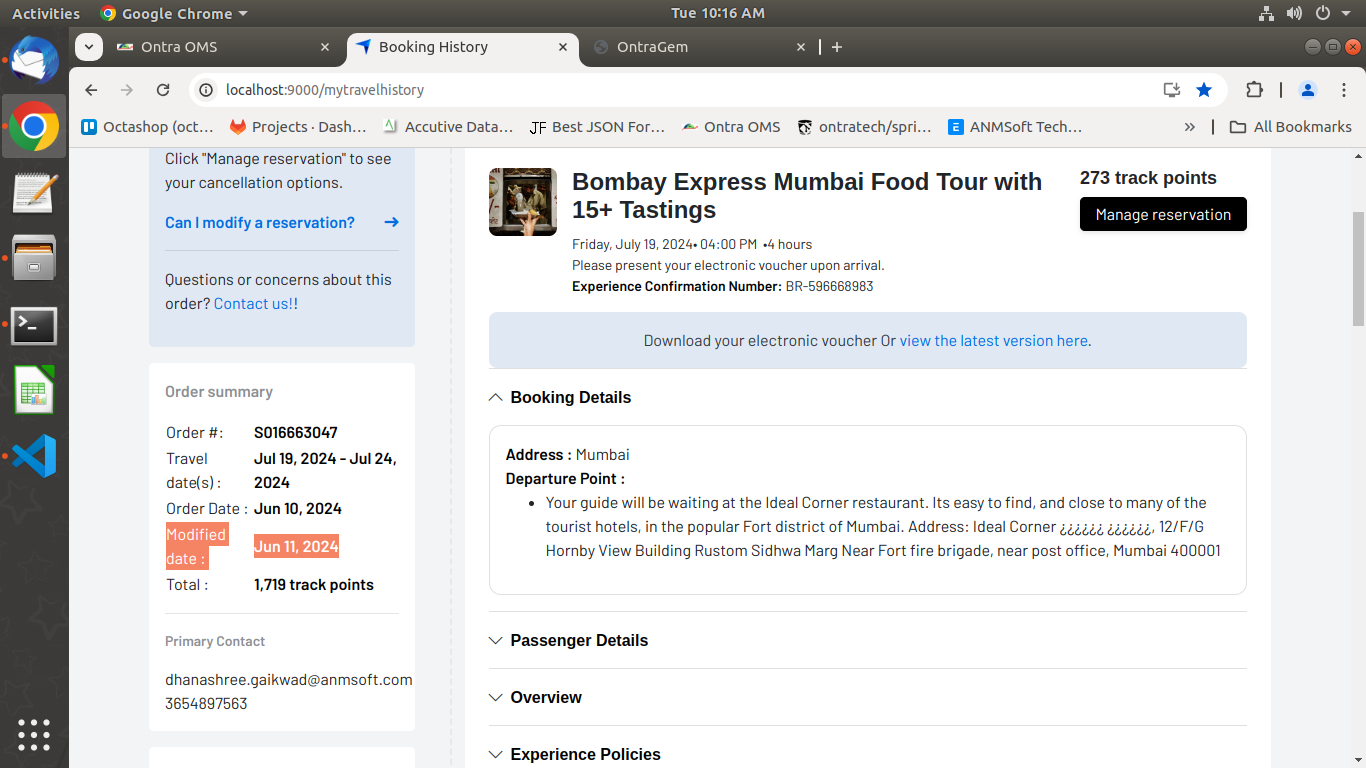 Activities
Google Chrome
Tue 10:16 AM
Ontra OMS
Booking History
OntraGem
localhost:9000/mytravelhistory
Octashop (oct…
Projects · Dash…
Accutive Data…
JF Best JSON For…
Ontra OMS
ontratech/spri…
E ANMSoft Tech…
»
All Bookmarks
Click "Manage reservation" to see
your cancellation options.
Can I modify a reservation?
Questions or concerns about this
order? Contact us!!
Order summary
Order #: S016663047
Travel Jul 19, 2024 - Jul 24,
date(s) : 2024
Order Date : Jun 10, 2024
Modified
date : Jun 11, 2024
Total : 1,719 track points
Primary Contact
dhanashree.gaikwad@anmsoft.com
3654897563
Bombay Express Mumbai Food Tour with
15+ Tastings
Friday, July 19, 2024• 04:00 PM •4 hours
Please present your electronic voucher upon arrival.
Experience Confirmation Number: BR-596668983
273 track points
Manage reservation
Download your electronic voucher Or view the latest version here.
Booking Details
Address : Mumbai
Departure Point :
• Your guide will be waiting at the Ideal Corner restaurant. Its easy to find, and close to many of the
tourist hotels, in the popular Fort district of Mumbai. Address: Ideal Corner ¿¿¿¿¿¿ ¿¿¿¿¿¿, 12/F/G
Hornby View Building Rustom Sidhwa Marg Near Fort fire brigade, near post office, Mumbai 400001
Passenger Details
Overview
Experience Policies